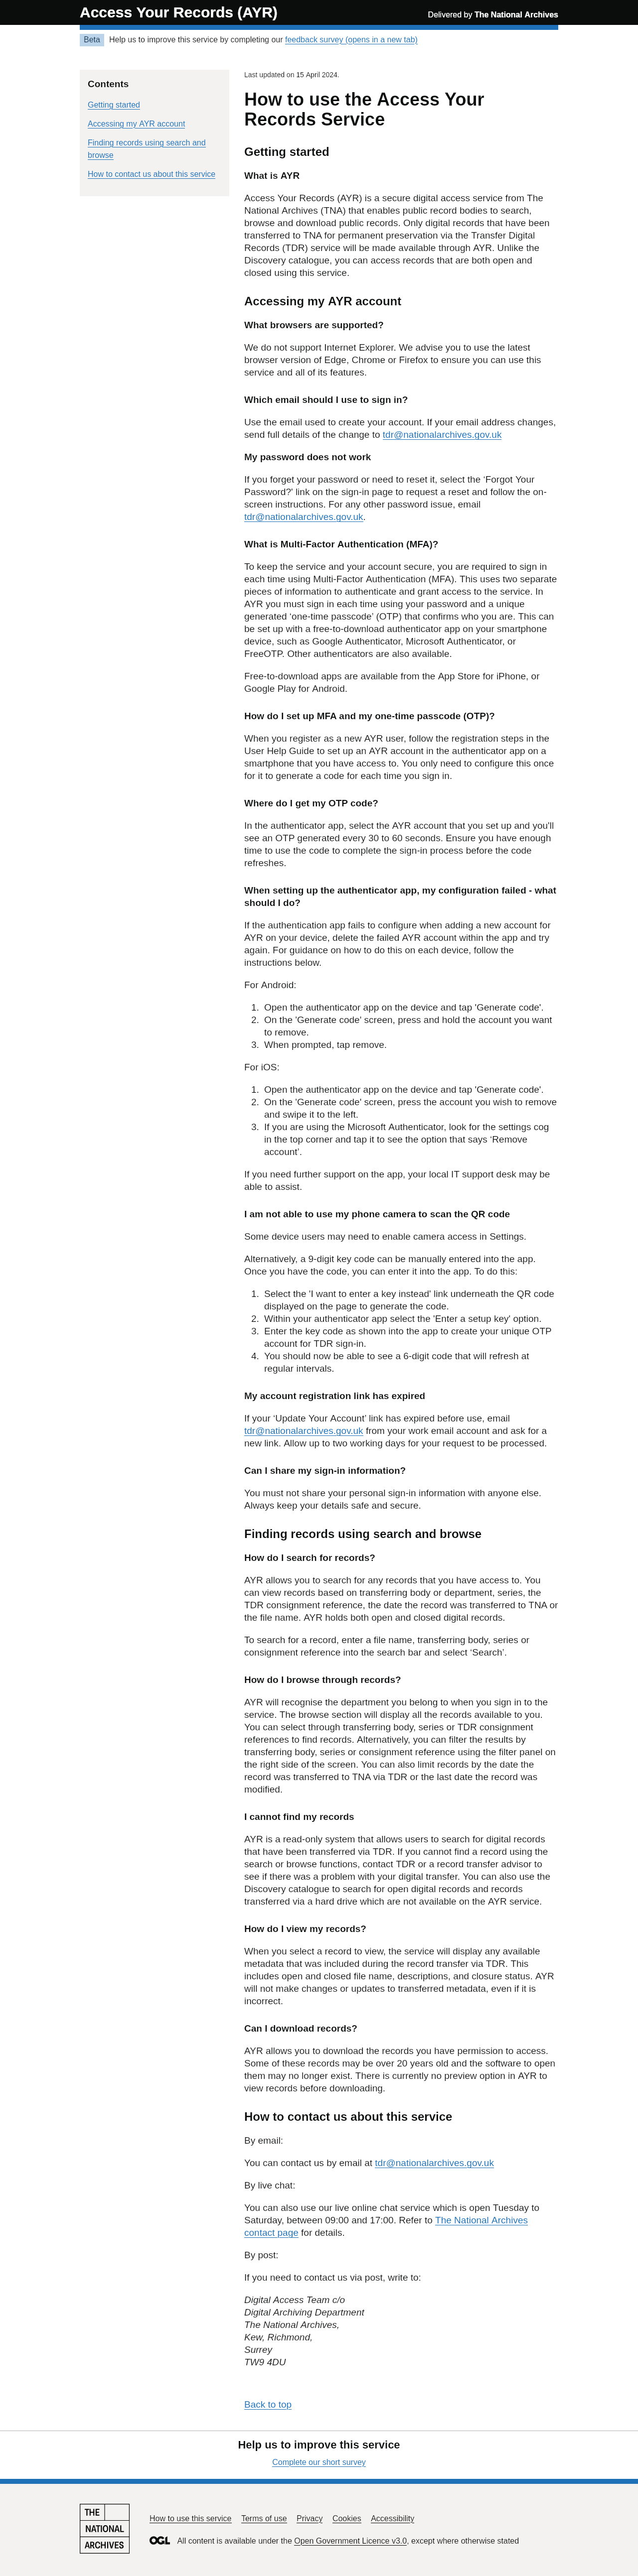 Access Your Records (AYR)
Delivered by The National Archives
Beta Help us to improve this service by completing our feedback survey (opens in a new tab)
Contents
Getting started
Accessing my AYR account
Finding records using search and
browse
How to contact us about this service
Last updated on 15 April 2024.
How to use the Access Your
Records Service
Getting started
What is AYR
Access Your Records (AYR) is a secure digital access service from The
National Archives (TNA) that enables public record bodies to search,
browse and download public records. Only digital records that have been
transferred to TNA for permanent preservation via the Transfer Digital
Records (TDR) service will be made available through AYR. Unlike the
Discovery catalogue, you can access records that are both open and
closed using this service.
Accessing my AYR account
What browsers are supported?
We do not support Internet Explorer. We advise you to use the latest
browser version of Edge, Chrome or Firefox to ensure you can use this
service and all of its features.
Which email should I use to sign in?
Use the email used to create your account. If your email address changes,
send full details of the change to tdr@nationalarchives.gov.uk
My password does not work
If you forget your password or need to reset it, select the 'Forgot Your
Password?' link on the sign-in page to request a reset and follow the on-
screen instructions. For any other password issue, email
tdr@nationalarchives.gov.uk.
What is Multi-Factor Authentication (MFA)?
To keep the service and your account secure, you are required to sign in
each time using Multi-Factor Authentication (MFA). This uses two separate
pieces of information to authenticate and grant access to the service. In
AYR you must sign in each time using your password and a unique
generated ‘one-time passcode’ (OTP) that confirms who you are. This can
be set up with a free-to-download authenticator app on your smartphone
device, such as Google Authenticator, Microsoft Authenticator, or
FreeOTP. Other authenticators are also available.
Free-to-download apps are available from the App Store for iPhone, or
Google Play for Android.
How do I set up MFA and my one-time passcode (OTP)?
When you register as a new AYR user, follow the registration steps in the
User Help Guide to set up an AYR account in the authenticator app on a
smartphone that you have access to. You only need to configure this once
for it to generate a code for each time you sign in.
Where do I get my OTP code?
In the authenticator app, select the AYR account that you set up and you'll
see an OTP generated every 30 to 60 seconds. Ensure you have enough
time to use the code to complete the sign-in process before the code
refreshes.
When setting up the authenticator app, my configuration failed - what
should I do?
If the authentication app fails to configure when adding a new account for
AYR on your device, delete the failed AYR account within the app and try
again. For guidance on how to do this on each device, follow the
instructions below.
For Android:
1. Open the authenticator app on the device and tap 'Generate code'.
2. On the 'Generate code' screen, press and hold the account you want
to remove.
3. When prompted, tap remove.
For iOS:
1. Open the authenticator app on the device and tap 'Generate code'.
2. On the 'Generate code' screen, press the account you wish to remove
and swipe it to the left.
3. If you are using the Microsoft Authenticator, look for the settings cog
in the top corner and tap it to see the option that says ‘Remove
account’.
If you need further support on the app, your local IT support desk may be
able to assist.
I am not able to use my phone camera to scan the QR code
Some device users may need to enable camera access in Settings.
Alternatively, a 9-digit key code can be manually entered into the app.
Once you have the code, you can enter it into the app. To do this:
1. Select the 'I want to enter a key instead' link underneath the QR code
displayed on the page to generate the code.
2. Within your authenticator app select the 'Enter a setup key' option.
3. Enter the key code as shown into the app to create your unique OTP
account for TDR sign-in.
4. You should now be able to see a 6-digit code that will refresh at
regular intervals.
My account registration link has expired
If your ‘Update Your Account’ link has expired before use, email
tdr@nationalarchives.gov.uk from your work email account and ask for a
new link. Allow up to two working days for your request to be processed.
Can I share my sign-in information?
You must not share your personal sign-in information with anyone else.
Always keep your details safe and secure.
Finding records using search and browse
How do I search for records?
AYR allows you to search for any records that you have access to. You
can view records based on transferring body or department, series, the
TDR consignment reference, the date the record was transferred to TNA or
the file name. AYR holds both open and closed digital records.
To search for a record, enter a file name, transferring body, series or
consignment reference into the search bar and select ‘Search’.
How do I browse through records?
AYR will recognise the department you belong to when you sign in to the
service. The browse section will display all the records available to you.
You can select through transferring body, series or TDR consignment
references to find records. Alternatively, you can filter the results by
transferring body, series or consignment reference using the filter panel on
the right side of the screen. You can also limit records by the date the
record was transferred to TNA via TDR or the last date the record was
modified.
I cannot find my records
AYR is a read-only system that allows users to search for digital records
that have been transferred via TDR. If you cannot find a record using the
search or browse functions, contact TDR or a record transfer advisor to
see if there was a problem with your digital transfer. You can also use the
Discovery catalogue to search for open digital records and records
transferred via a hard drive which are not available on the AYR service.
How do I view my records?
When you select a record to view, the service will display any available
metadata that was included during the record transfer via TDR. This
includes open and closed file name, descriptions, and closure status. AYR
will not make changes or updates to transferred metadata, even if it is
incorrect.
Can I download records?
AYR allows you to download the records you have permission to access.
Some of these records may be over 20 years old and the software to open
them may no longer exist. There is currently no preview option in AYR to
view records before downloading.
How to contact us about this service
By email:
You can contact us by email at tdr@nationalarchives.gov.uk
By live chat:
You can also use our live online chat service which is open Tuesday to
Saturday, between 09:00 and 17:00. Refer to The National Archives
contact page for details.
By post:
If you need to contact us via post, write to:
Digital Access Team c/o
Digital Archiving Department
The National Archives,
Kew, Richmond,
Surrey
TW9 4DU
Back to top
Help us to improve this service
Complete our short survey
THE
NATIONAL
ARCHIVES
How to use this service Terms of use Privacy Cookies Accessibility
OGL All content is available under the Open Government Licence v3.0, except where otherwise stated